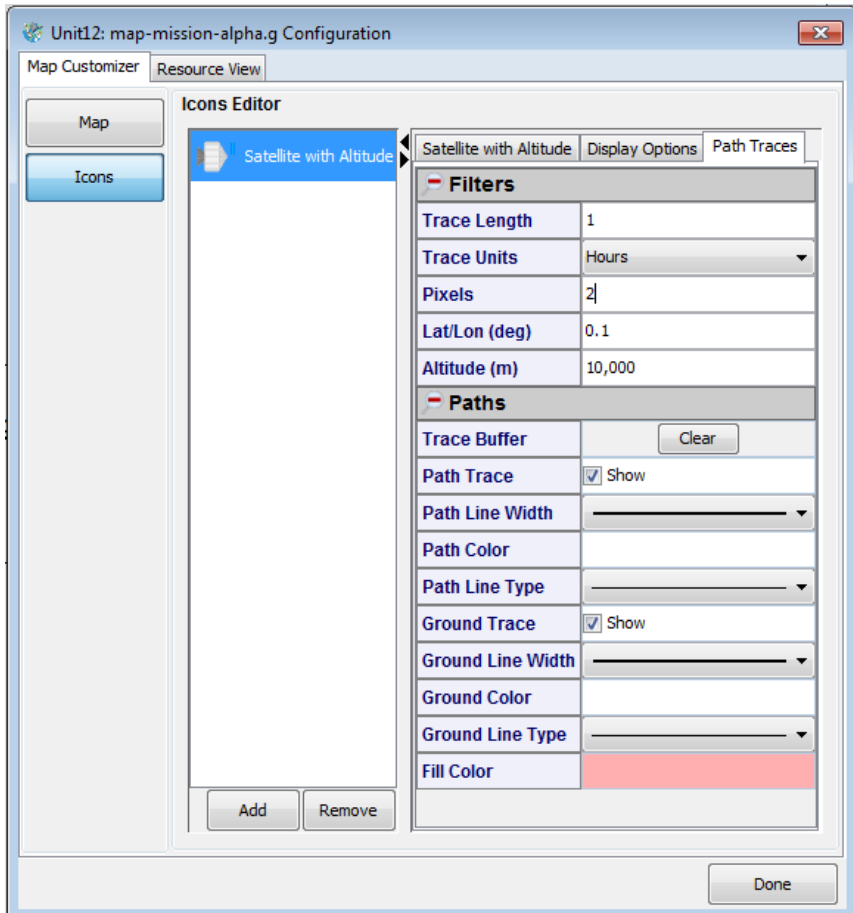 Unit12: map-mission-alpha.g Configuration
Map Customizer Resource View
Map
Icons
Icons Editor
Satellite with Altitude
Satellite with Altitude Display Options Path Traces
Filters
Trace Length 1
Trace Units Hours
Pixels 2
Lat/Lon (deg) 0.1
Altitude (m) 10,000
Paths
Trace Buffer Clear
Path Trace Show
Path Line Width
Path Color
Path Line Type
Ground Trace Show
Ground Line Width
Ground Color
Ground Line Type
Fill Color
Add Remove
Done